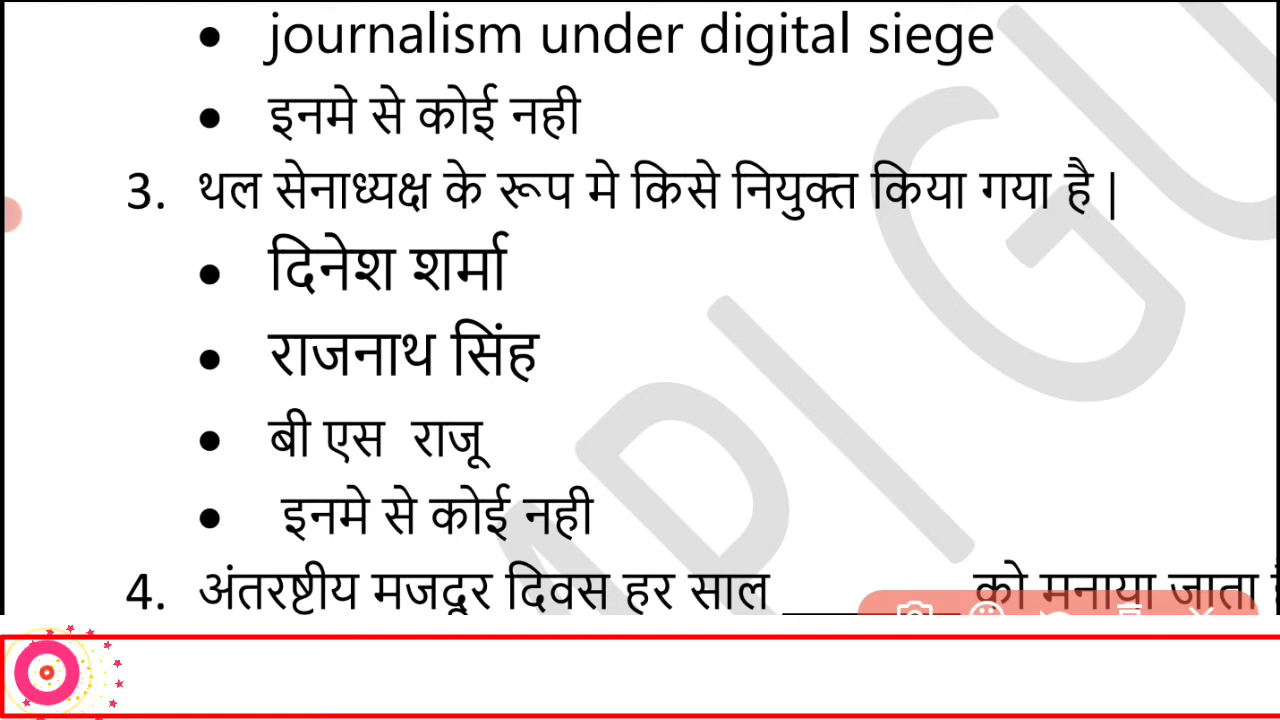 • journalism under digital siege
• इनमे से कोई नही
3. थल सेनाध्यक्ष के रूप मे किसे नियुक्त किया गया है |
• दिनेश शर्मा
• राजनाथ सिंह
• बी एस राजू
• इनमे से कोई नही
4. अंतरष्टीय मजदूर दिवस हर साल ________ को मनाया जाता